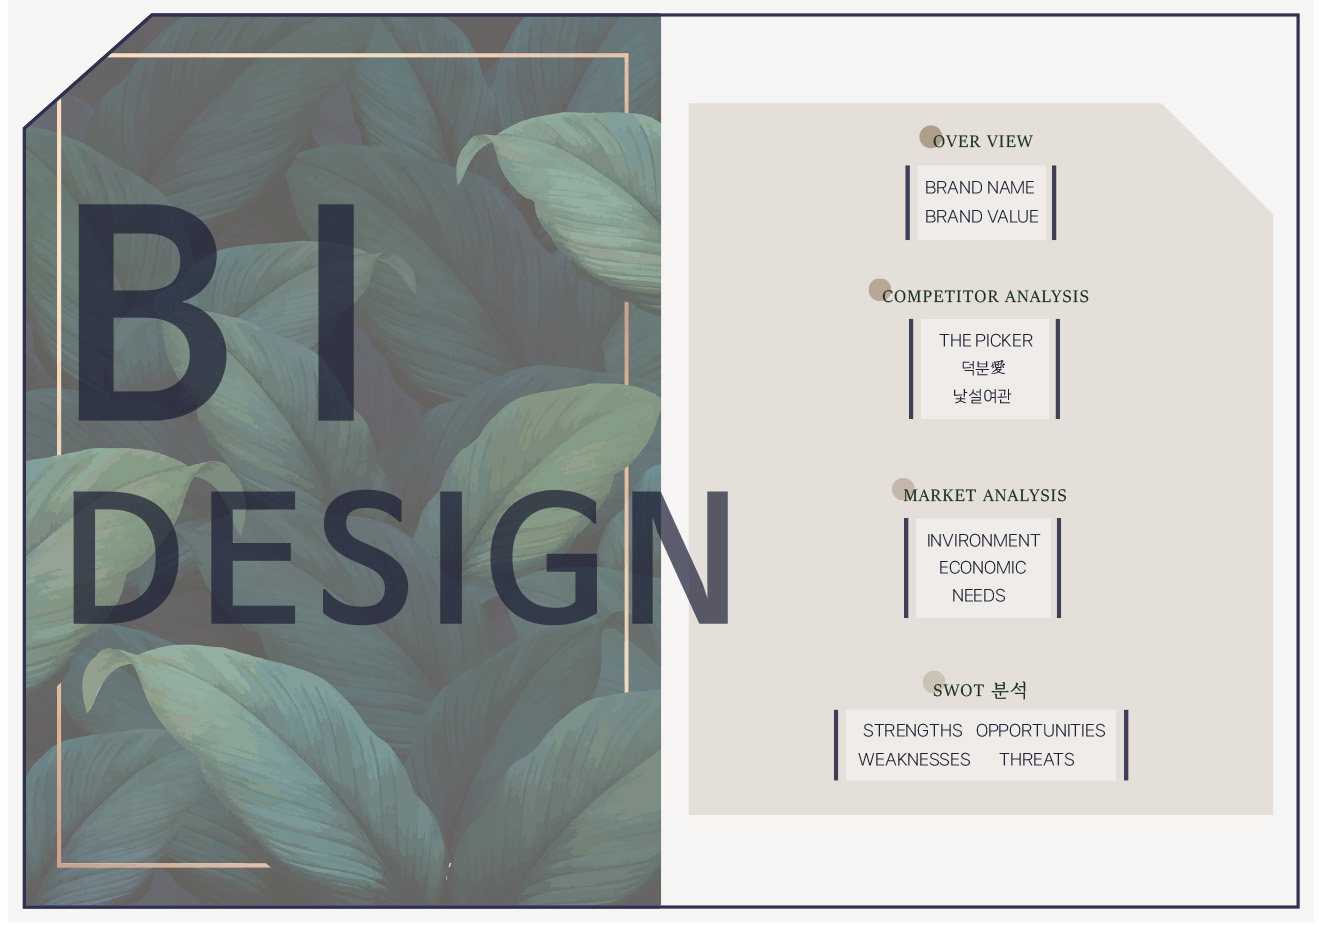 BI
DESIGN
OVER VIEW
BRAND NAME
BRAND VALUE
COMPETITOR ANALYSIS
THE PICKER
덕분愛
낯설여관
MARKET ANALYSIS
INVIRONMENT
ECONOMIC
NEEDS
SWOT 분석
STRENGTHS OPPORTUNITIES
WEAKNESSES THREATS